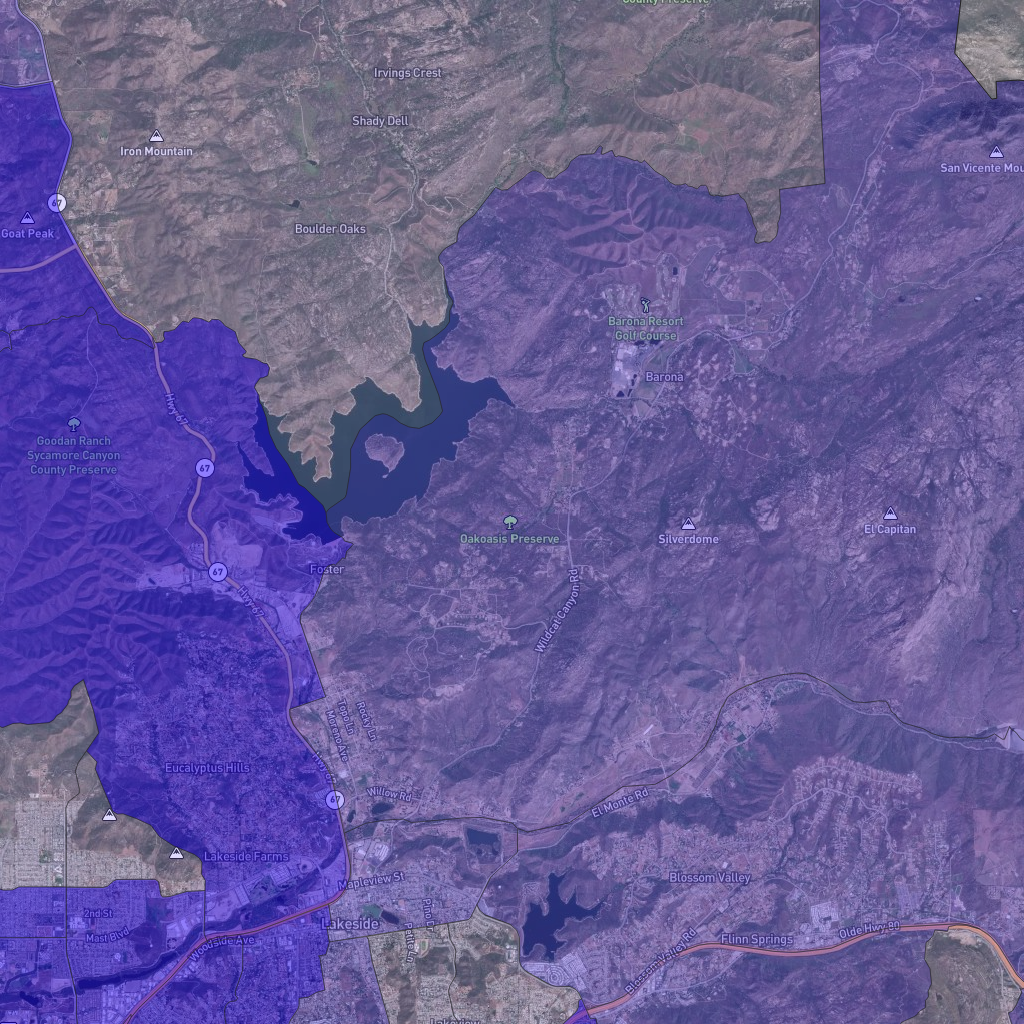 County Preserve
Irvings Crest
Shady Dell
Iron Mountain
San Vicente Mou
67
Goat Peak
Boulder Oaks
Barona Resort
Golf Course
Barona
Hwy 67
Goodan Ranch
Sycamore Canyon
County Preserve
67
Oakoasis Preserve
Silverdome
El Capitan
Foster
67
Hwy 67
Wildcat Canyon Rd
Rocky Ln
Topo Ln
Moreno Ave
Eucalyptus Hills
67
Willow Rd
El Monte Rd
Lakeside Farms
Mapleview St
Blossom Valley
2nd St
Mast Blvd
Lakeside
Pino Dr
Petite Ln
Woodside Ave
Flinn Springs
Olde Hwy 80
Blossom Valley Rd
Lakeview